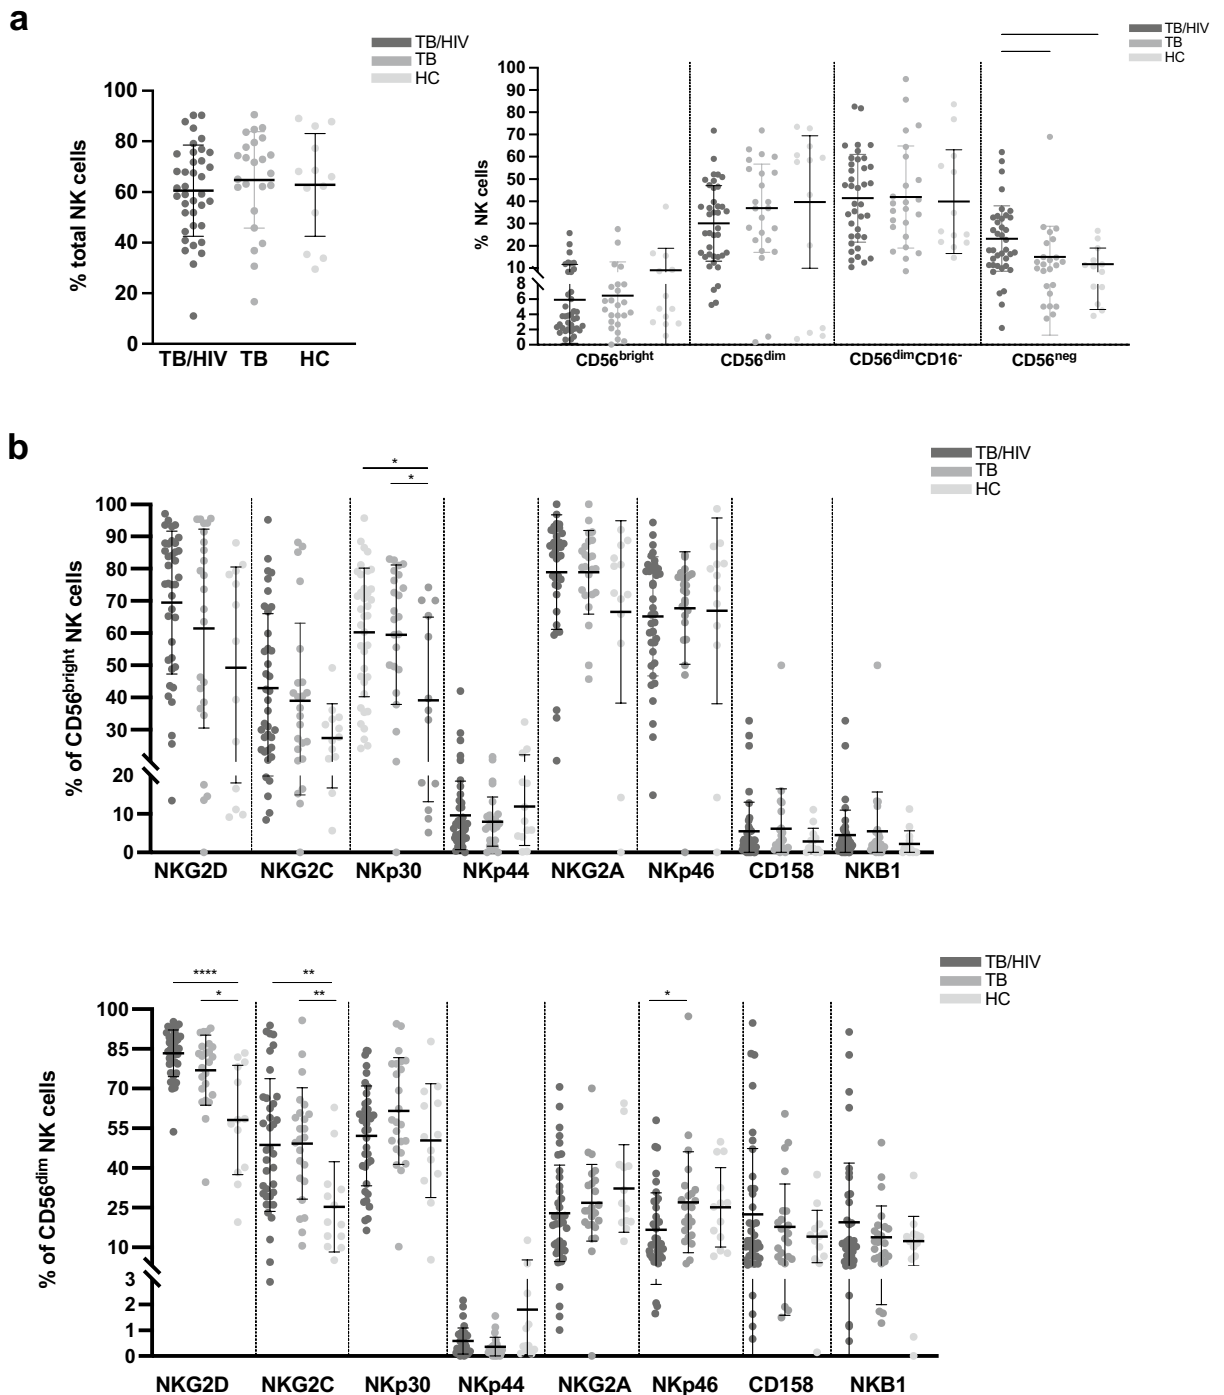 a
TB/HIV
TB
HC
% total NK cells
100
80
60
40
20
0
TB/HIV TB HC
TB/HIV
TB
HC
% NK cells
100
90
80
70
60
50
40
30
20
10
8
6
4
2
0
CD56bright CD56dim CD56dimCD16- CD56neg
b
TB/HIV
TB
HC
* 
*
% of CD56bright NK cells
100
90
80
70
60
50
40
30
20
10
0
NKG2D NKG2C NKp30 NKp44 NKG2A NKp46 CD158 NKB1
TB/HIV
TB
HC
**** **
* ** *
% of CD56dim NK cells
100
85
70
55
40
25
10
3
2
1
0
NKG2D NKG2C NKp30 NKp44 NKG2A NKp46 CD158 NKB1